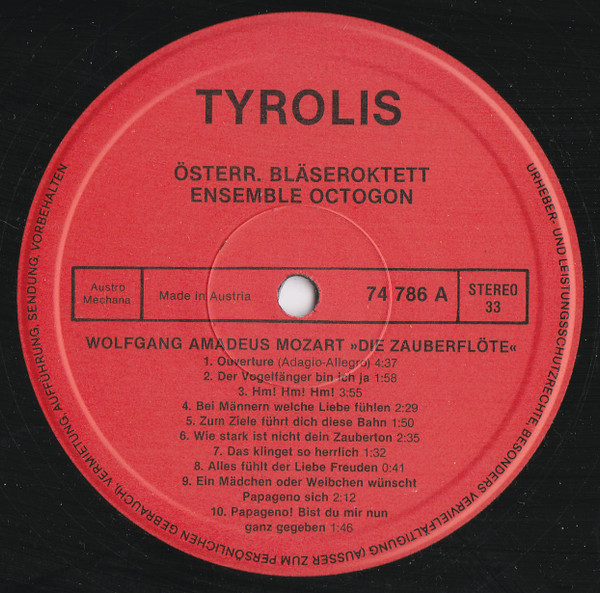 TYROLIS
ÖSTERR. BLÄSEROKTETT
ENSEMBLE OCTOGON
Austro
Mechana
Made in Austria
74 786 A
STEREO
33
WOLFGANG AMADEUS MOZART »DIE ZAUBERFLÖTE«
1. Ouverture (Adagio-Allegro) 4:37
2. Der Vogelfänger bin ich ja 1:58
3. Hm! Hm! Hm! 3:55
4. Bei Männern welche Liebe fühlen 2:29
5. Zum Ziele führt dich diese Bahn 1:50
6. Wie stark ist nicht dein Zauberton 2:35
7. Das klinget so herrlich 1:32
8. Alles fühlt der Liebe Freuden 0:41
9. Ein Mädchen oder Weibchen wünscht
Papageno sich 2:12
10. Papageno! Bist du mir nun
ganz gegeben 1:46
URHEBER- UND LEISTUNGSSCHUTZRECHTE, BESONDERS VERVIELFÄLTIGUNG (AUSSER ZUM PERSÖNLICHEN GEBRAUCH), VERMIETUNG, AUFFÜHRUNG, SENDUNG, VORBEHALTEN